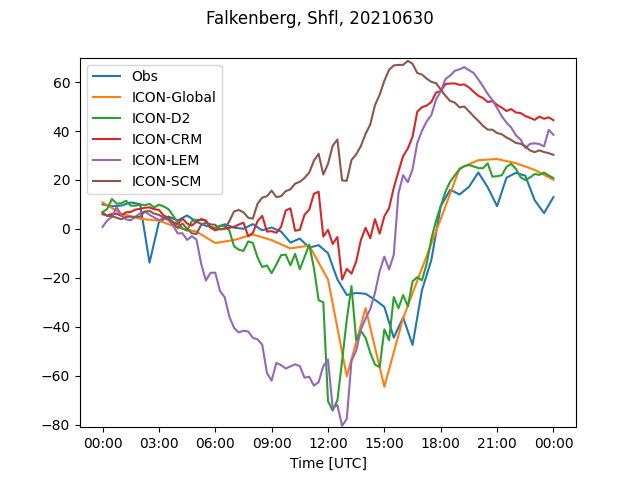 Falkenberg, Shfl, 20210630
Obs
ICON-Global
ICON-D2
ICON-CRM
ICON-LEM
ICON-SCM
60
40
20
0
−20
−40
−60
−80
00:00 03:00 06:00 09:00 12:00 15:00 18:00 21:00 00:00
Time [UTC]